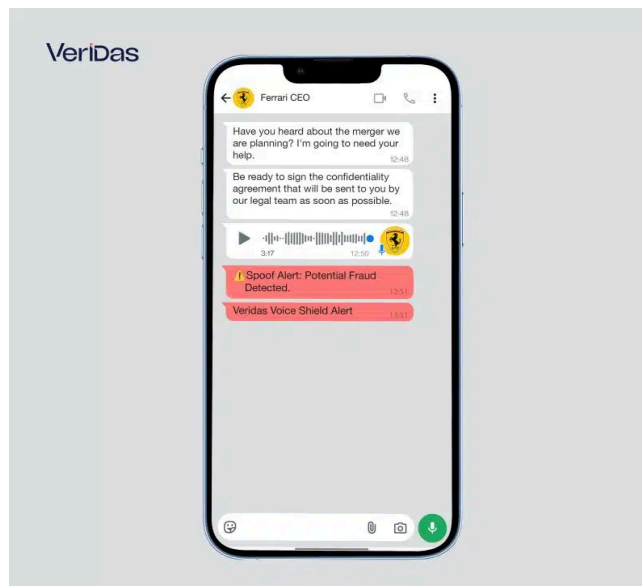 VeriDas
Ferrari CEO
Have you heard about the merger we
are planning? I'm going to need your
help.
12:48
Be ready to sign the confidentiality
agreement that will be sent to you by
our legal team as soon as possible.
12:48
3:17
12:50
⚠️ Spoof Alert: Potential Fraud
Detected.
12:51
Veridas Voice Shield Alert
12:51